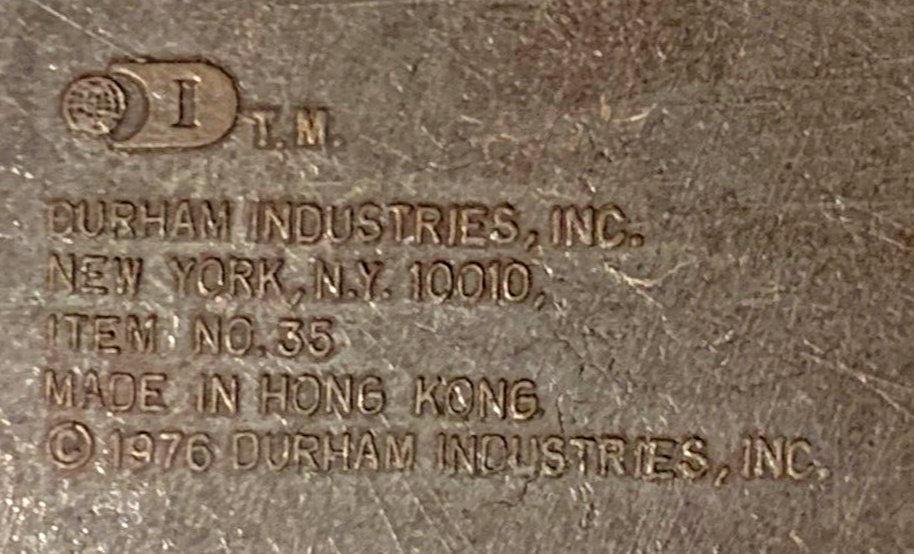 I T.M.
DURHAM INDUSTRIES, INC.
NEW YORK, N.Y. 10010,
ITEM NO. 35
MADE IN HONG KONG
© 1976 DURHAM INDUSTRIES, INC.